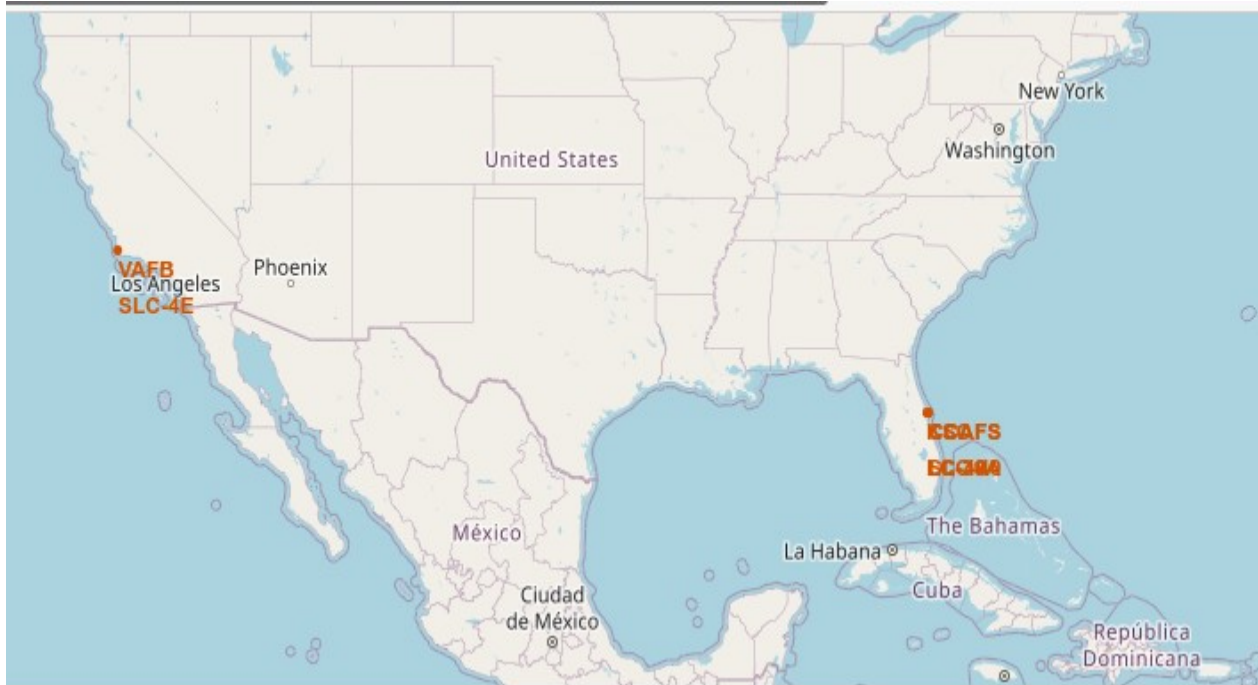 New York
Washington
United States
VAFB
Los Angeles
SLC-4E
Phoenix
The Bahamas
México
La Habana
Cuba
Ciudad
de México
República
Dominicana